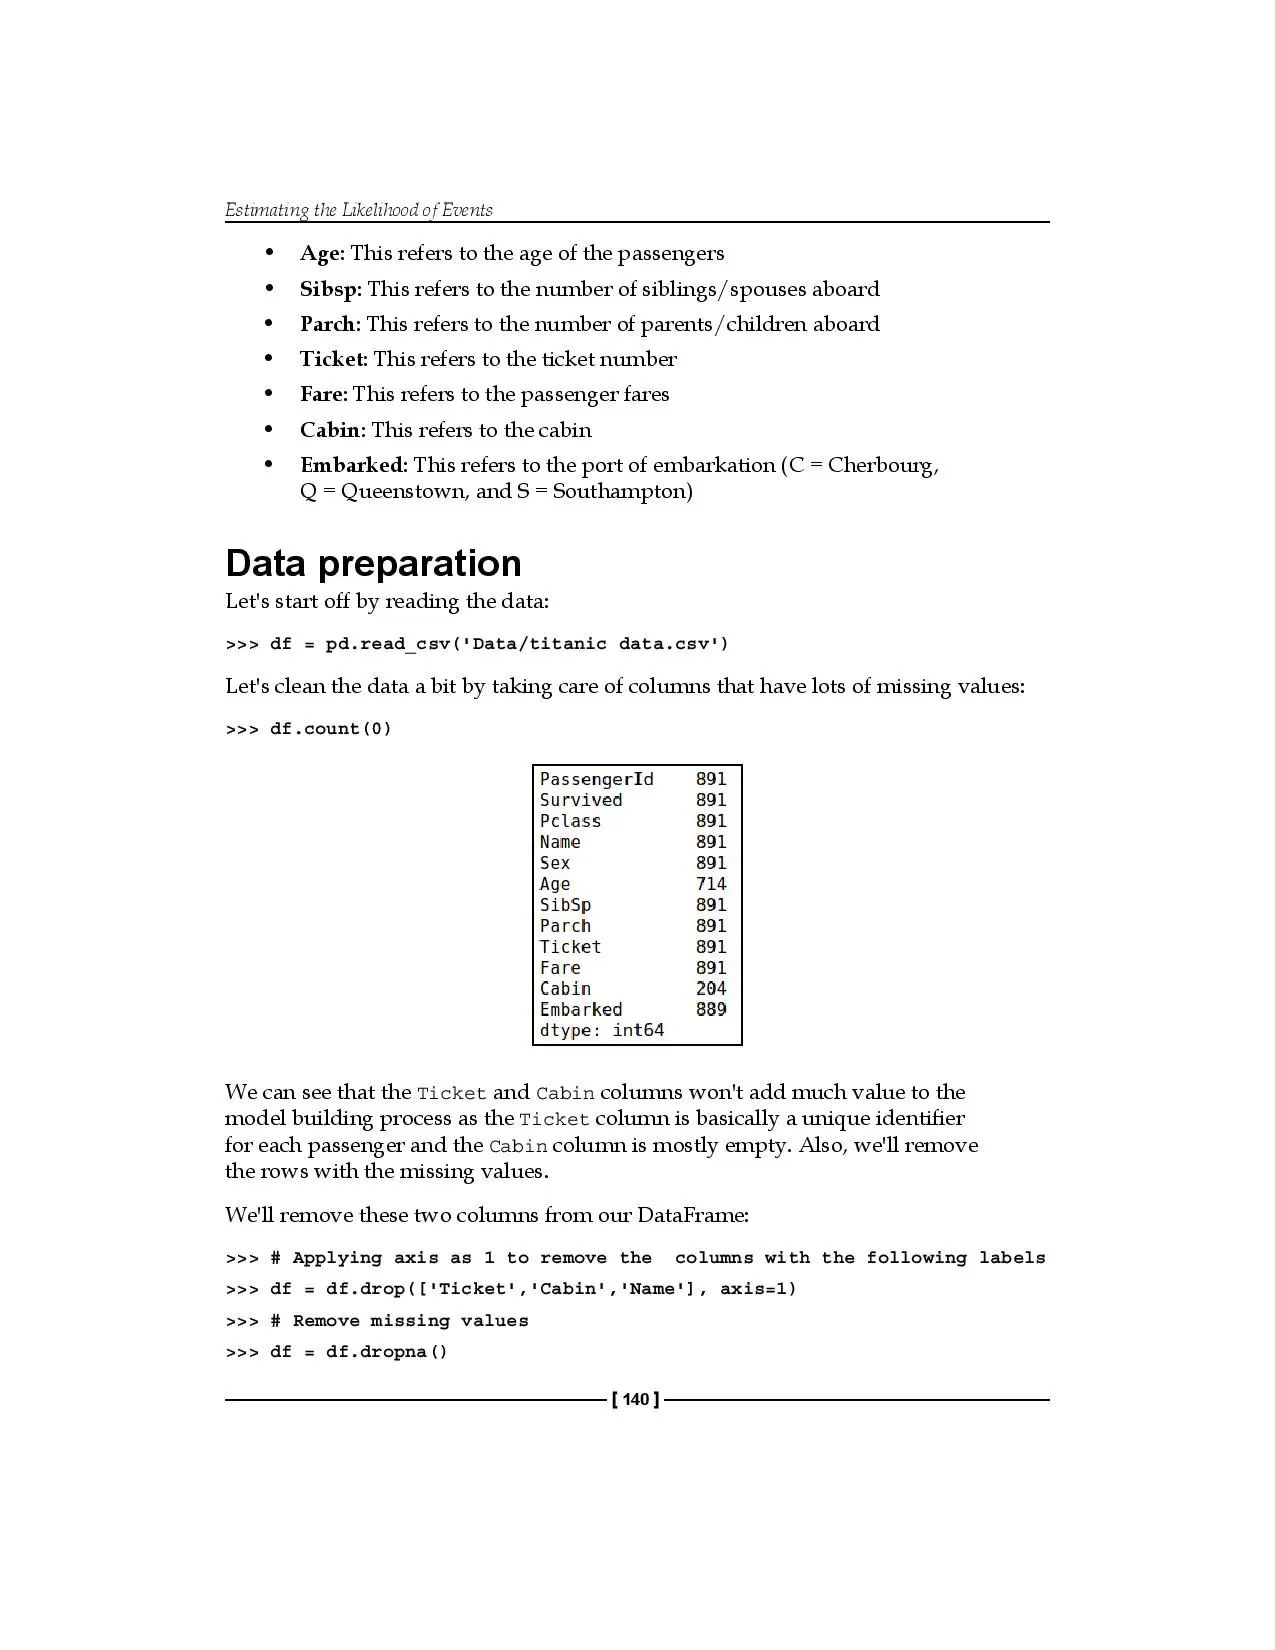 Estimating the Likelihood of Events
• Age: This refers to the age of the passengers
• Sibsp: This refers to the number of siblings/spouses aboard
• Parch: This refers to the number of parents/children aboard
• Ticket: This refers to the ticket number
• Fare: This refers to the passenger fares
• Cabin: This refers to the cabin
• Embarked: This refers to the port of embarkation (C = Cherbourg,
Q = Queenstown, and S = Southampton)
Data preparation
Let's start off by reading the data:
>>> df = pd.read_csv('Data/titanic data.csv')
Let's clean the data a bit by taking care of columns that have lots of missing values:
>>> df.count(0)
PassengerId 891
Survived 891
Pclass 891
Name 891
Sex 891
Age 714
SibSp 891
Parch 891
Ticket 891
Fare 891
Cabin 204
Embarked 889
dtype: int64
We can see that the Ticket and Cabin columns won't add much value to the
model building process as the Ticket column is basically a unique identifier
for each passenger and the Cabin column is mostly empty. Also, we'll remove
the rows with the missing values.
We'll remove these two columns from our DataFrame:
>>> # Applying axis as 1 to remove the  columns with the following labels
>>> df = df.drop(['Ticket','Cabin','Name'], axis=1)
>>> # Remove missing values
>>> df = df.dropna()
[ 140 ]